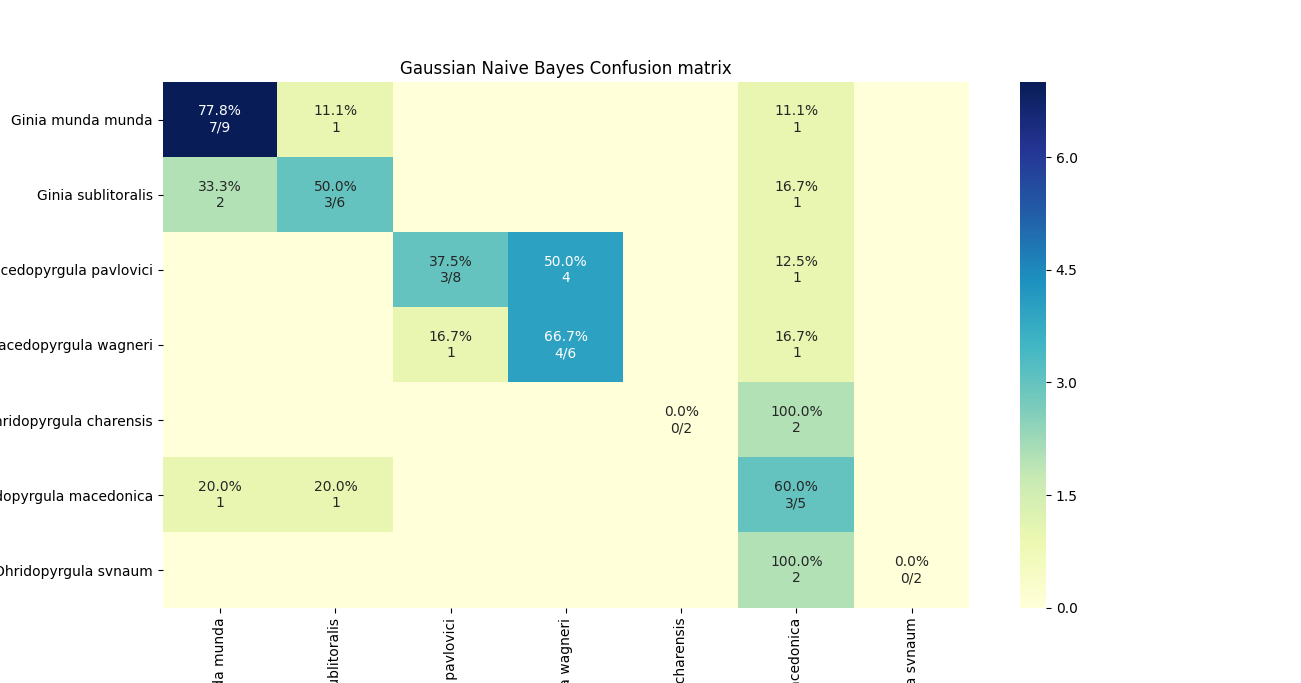 Gaussian Naive Bayes Confusion matrix
Ginia munda munda
77.8%
7/9
11.1%
1
11.1%
1
6.0
Ginia sublitoralis
33.3%
2
50.0%
3/6
16.7%
1
cedopyrgula pavlovici
37.5%
3/8
50.0%
4
12.5%
1
4.5
acedopyrgula wagneri
16.7%
1
66.7%
4/6
16.7%
1
3.0
hridopyrgula charensis
0.0%
0/2
100.0%
2
dopyrgula macedonica
20.0%
1
20.0%
1
60.0%
3/5
1.5
Ohridopyrgula svnaum
100.0%
2
0.0%
0/2
0.0
da munda
ublitoralis
pavlovici
a wagneri
charensis
acedonica
a svnaum